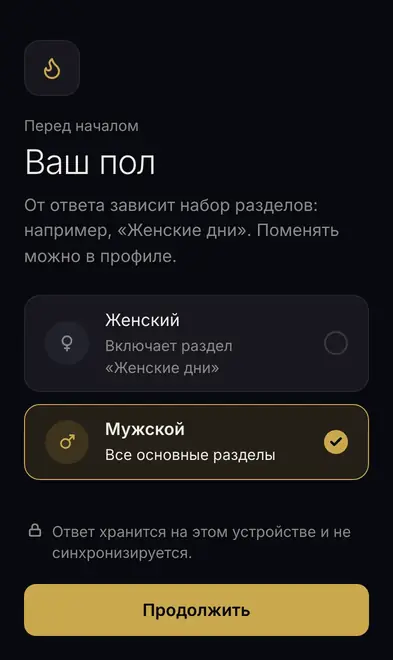 Перед началом
Ваш пол
От ответа зависит набор разделов:
например, «Женские дни». Поменять
можно в профиле.
Женский
Включает раздел
«Женские дни»
Мужской
Все основные разделы
Ответ хранится на этом устройстве и не
синхронизируется.
Продолжить